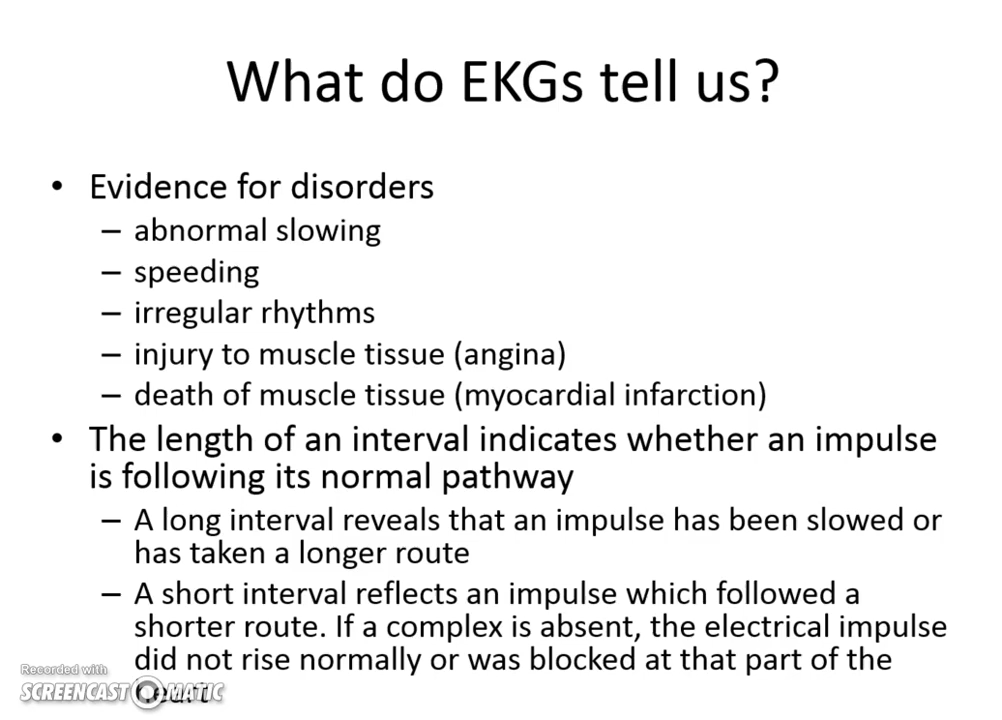 What do EKGs tell us?
• Evidence for disorders
– abnormal slowing
– speeding
– irregular rhythms
– injury to muscle tissue (angina)
– death of muscle tissue (myocardial infarction)
• The length of an interval indicates whether an impulse
is following its normal pathway
– A long interval reveals that an impulse has been slowed or
has taken a longer route
– A short interval reflects an impulse which followed a
shorter route. If a complex is absent, the electrical impulse
did not rise normally or was blocked at that part of the
heart
Recorded with
SCREENCAST-O-MATIC